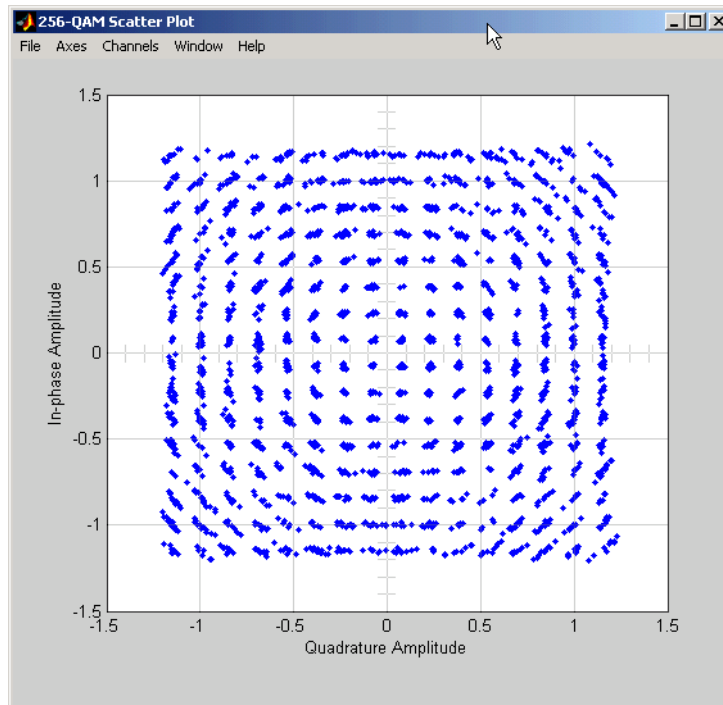 256-QAM Scatter Plot
File Axes Channels Window Help
1.5
1
0.5
0
-0.5
-1
-1.5
In-phase Amplitude
-1.5 -1 -0.5 0 0.5 1 1.5
Quadrature Amplitude